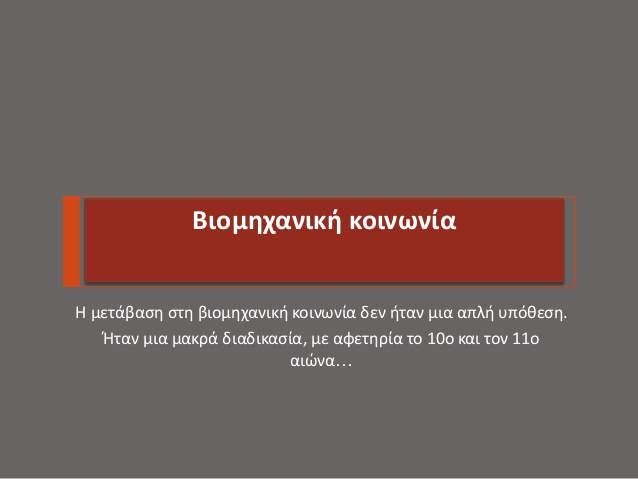 Βιομηχανική κοινωνία
Η μετάβαση στη βιομηχανική κοινωνία δεν ήταν μια απλή υπόθεση.
Ήταν μια μακρά διαδικασία, με αφετηρία το 10ο και τον 11ο
αιώνα…